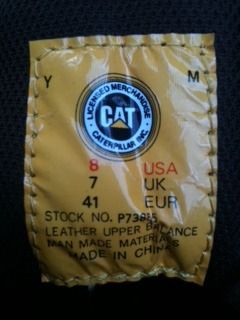 Y M
LICENSED MERCHANDISE
CAT
CATERPILLAR INC.
8 USA
7 UK
41 EUR
STOCK NO.
LEATHER UPPER BALANCE
MAN MADE MATERIALS
MADE IN CHINA